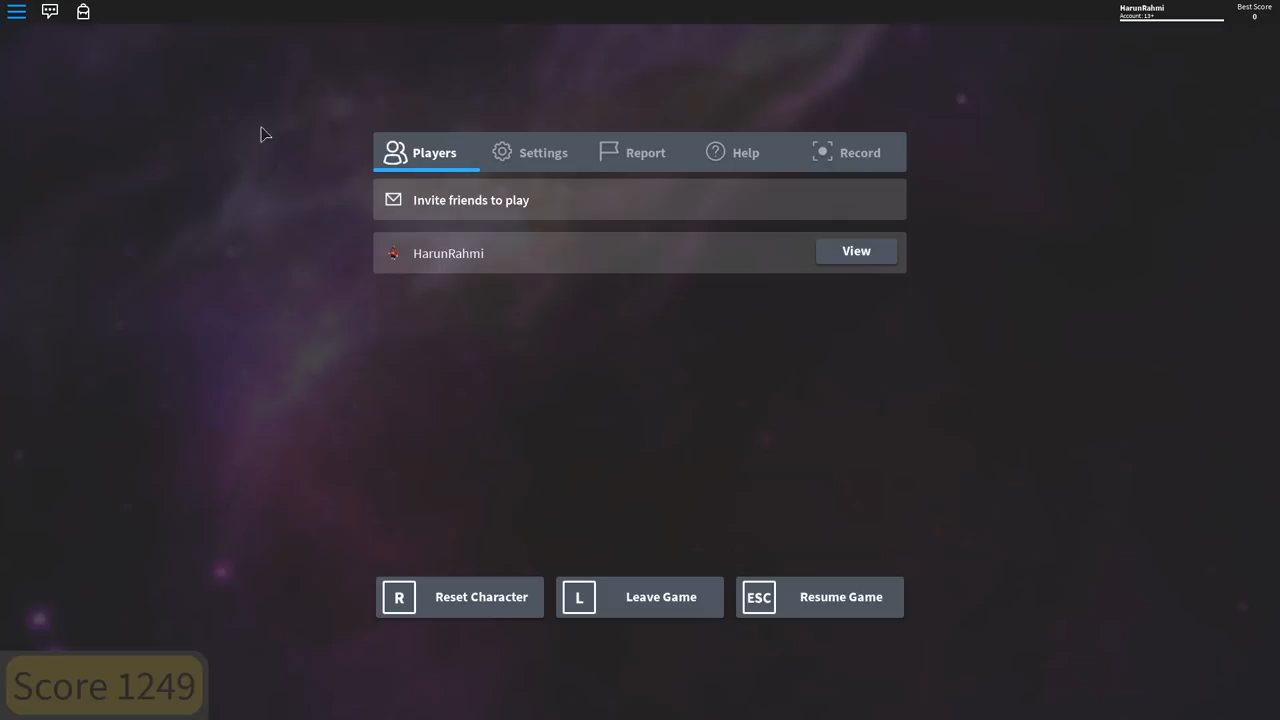 HarunRahmi
Account: 13+
Best Score
0
Players
Settings
Report
Help
Record
Invite friends to play
HarunRahmi
View
R
Reset Character
L
Leave Game
ESC
Resume Game
Score 1249